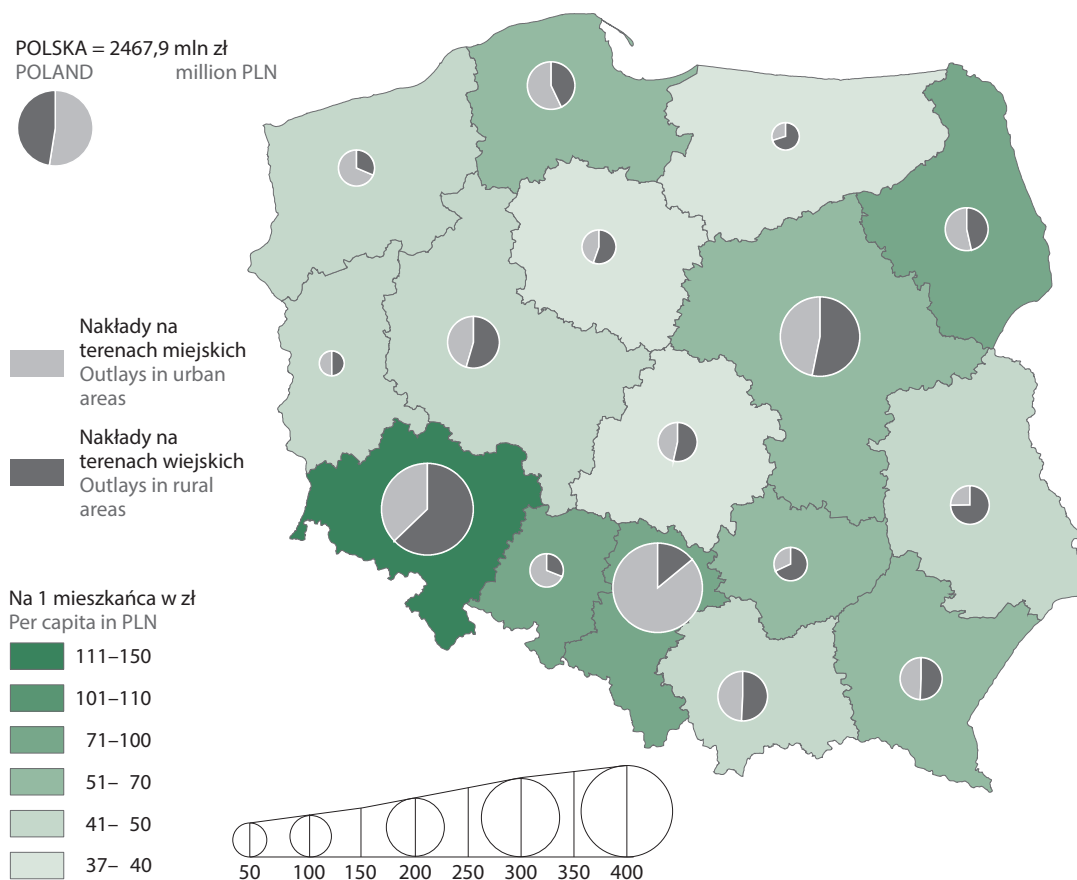 POLSKA = 2467,9 mln zł
POLAND million PLN
Nakłady na
terenach miejskich
Outlays in urban
areas
Nakłady na
terenach wiejskich
Outlays in rural
areas
Na 1 mieszkańca w zł
Per capita in PLN
111–150
101–110
71–100
51– 70
41– 50
37– 40
50 100 150 200 250 300 350 400